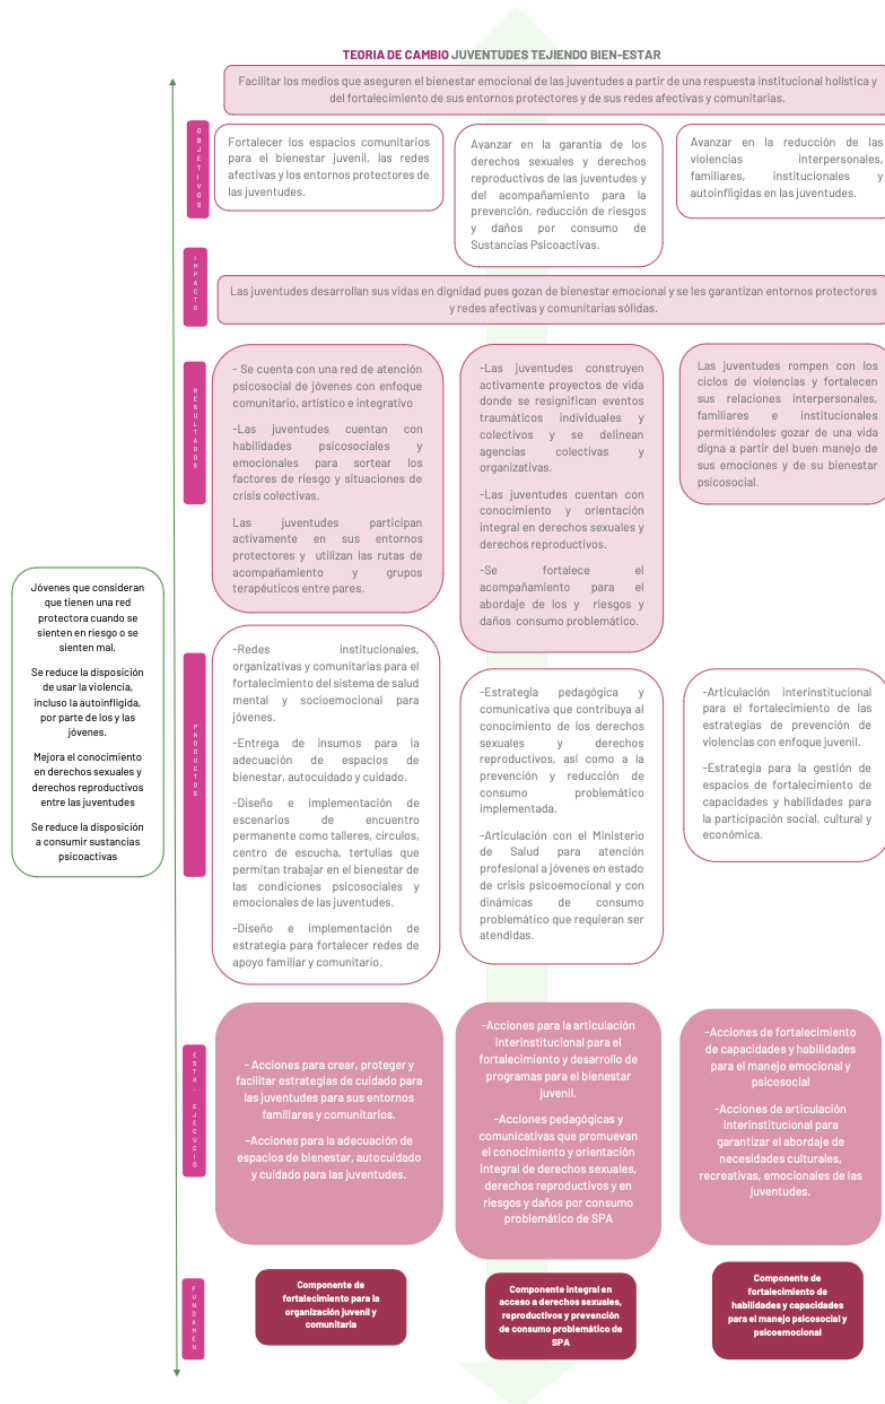 TEORIA DE CAMBIO JUVENTUDES TEJIENDO BIEN-ESTAR
Facilitar los medios que aseguren el bienestar emocional de las juventudes a partir de una respuesta institucional holística y
del fortalecimiento de sus entornos protectores y de sus redes afectivas y comunitarias.
OBJETIVOS
Fortalecer los espacios comunitarios
para el bienestar juvenil, las redes
afectivas y los entornos protectores de
las juventudes.
Avanzar en la garantía de los
derechos sexuales y derechos
reproductivos de las juventudes y
del acompañamiento para la
prevención, reducción de riesgos
y daños por consumo de
Sustancias Psicoactivas.
Avanzar en la reducción de las
violencias interpersonales,
familiares, institucionales y
autoinfligidas en las juventudes.
IMPACTO
Las juventudes desarrollan sus vidas en dignidad pues gozan de bienestar emocional y se les garantizan entornos protectores
y redes afectivas y comunitarias sólidas.
RESULTADOS
- Se cuenta con una red de atención
psicosocial de jóvenes con enfoque
comunitario, artístico e integrativo
-Las juventudes cuentan con
habilidades psicosociales y
emocionales para sortear los
factores de riesgo y situaciones de
crisis colectivas.
Las juventudes participan
activamente en sus entornos
protectores y utilizan las rutas de
acompañamiento y grupos
terapéuticos entre pares.
-Las juventudes construyen
activamente proyectos de vida
donde se resignifican eventos
traumáticos individuales y
colectivos y se delinean
agencias colectivas y
organizativas.
-Las juventudes cuentan con
conocimiento y orientación
integral en derechos sexuales y
derechos reproductivos.
-Se fortalece el
acompañamiento para el
abordaje de los y riesgos y
daños consumo problemático.
Las juventudes rompen con los
ciclos de violencias y fortalecen
sus relaciones interpersonales,
familiares e institucionales
permitiéndoles gozar de una vida
digna a partir del buen manejo de
sus emociones y de su bienestar
psicosocial.
Jóvenes que consideran
que tienen una red
protectora cuando se
sienten en riesgo o se
sienten mal.
Se reduce la disposición
de usar la violencia,
incluso la autoinfligida,
por parte de los y las
jóvenes.
Mejora el conocimiento
en derechos sexuales y
derechos reproductivos
entre las juventudes
Se reduce la disposición
a consumir sustancias
psicoactivas
PRODUCTOS
-Redes institucionales,
organizativas y comunitarias para el
fortalecimiento del sistema de salud
mental y socioemocional para
jóvenes.
-Entrega de insumos para la
adecuación de espacios de
bienestar, autocuidado y cuidado.
-Diseño e implementación de
escenarios de encuentro
permanente como talleres, círculos,
centro de escucha, tertulias que
permitan trabajar en el bienestar de
las condiciones psicosociales y
emocionales de las juventudes.
-Diseño e implementación de
estrategia para fortalecer redes de
apoyo familiar y comunitario.
-Estrategia pedagógica y
comunicativa que contribuya al
conocimiento de los derechos
sexuales y derechos
reproductivos, así como a la
prevención y reducción de
consumo problemático
implementada.
-Articulación con el Ministerio
de Salud para atención
profesional a jóvenes en estado
de crisis psicoemocional y con
dinámicas de consumo
problemático que requieran ser
atendidas.
-Articulación interinstitucional
para el fortalecimiento de las
estrategias de prevención de
violencias con enfoque juvenil.
-Estrategia para la gestión de
espacios de fortalecimiento de
capacidades y habilidades para
la participación social, cultural y
económica.
ESTR. EJECUCIÓ
- Acciones para crear, proteger y
facilitar estrategias de cuidado para
las juventudes para sus entornos
familiares y comunitarios.
-Acciones para la adecuación de
espacios de bienestar, autocuidado
y cuidado para las juventudes.
-Acciones para la articulación
interinstitucional para el
fortalecimiento y desarrollo de
programas para el bienestar
juvenil.
-Acciones pedagógicas y
comunicativas que promuevan
el conocimiento y orientación
integral de derechos sexuales,
derechos reproductivos y en
riesgos y daños por consumo
problemático de SPA
-Acciones de fortalecimiento
de capacidades y habilidades
para el manejo emocional y
psicosocial
-Acciones de articulación
interinstitucional para
garantizar el abordaje de
necesidades culturales,
recreativas, emocionales de las
juventudes.
FUNDAMEN
Componente de
fortalecimiento para la
organización juvenil y
comunitaria
Componente integral en
acceso a derechos sexuales,
reproductivos y prevención
de consumo problemático de
SPA
Componente de
fortalecimiento de
habilidades y capacidades
para el manejo psicosocial y
psicoemocional